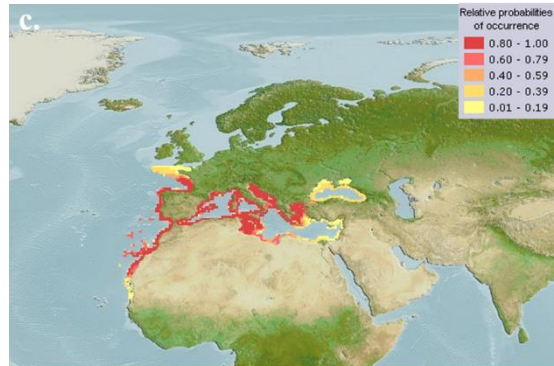 c.
Relative probabilities
of occurrence
0.80 - 1.00
0.60 - 0.79
0.40 - 0.59
0.20 - 0.39
0.01 - 0.19